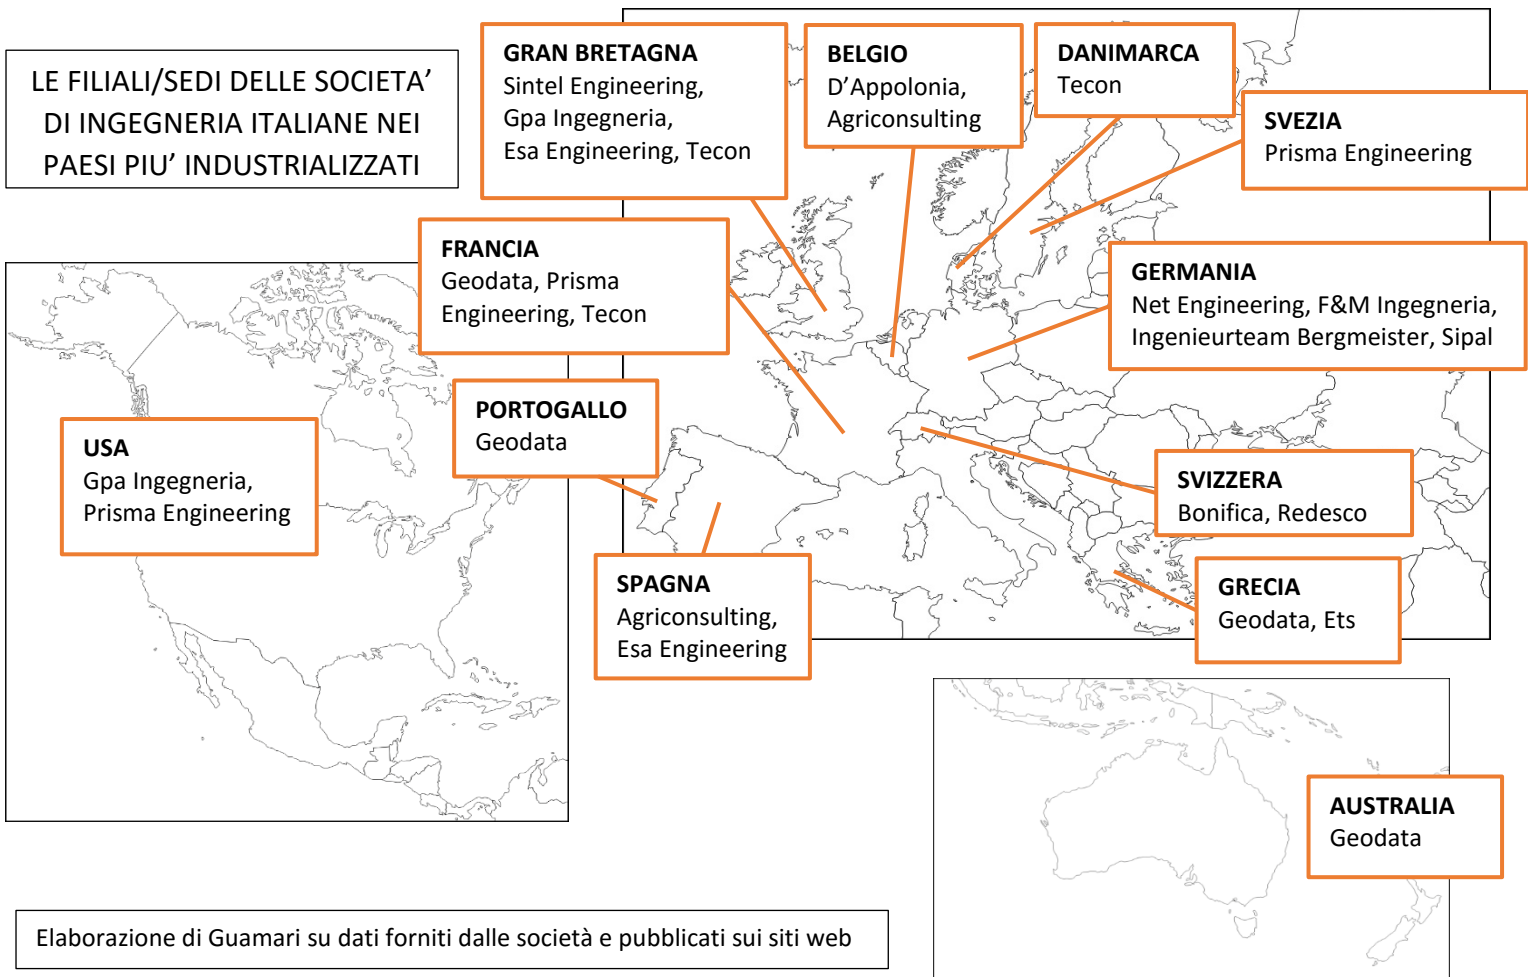 LE FILIALI/SEDI DELLE SOCIETA’
DI INGEGNERIA ITALIANE NEI
PAESI PIU’ INDUSTRIALIZZATI
GRAN BRETAGNA
Sintel Engineering,
Gpa Ingegneria,
Esa Engineering, Tecon
BELGIO
D’Appolonia,
Agriconsulting
DANIMARCA
Tecon
SVEZIA
Prisma Engineering
FRANCIA
Geodata, Prisma
Engineering, Tecon
GERMANIA
Net Engineering, F&M Ingegneria,
Ingenieurteam Bergmeister, Sipal
PORTOGALLO
Geodata
USA
Gpa Ingegneria,
Prisma Engineering
SVIZZERA
Bonifica, Redesco
SPAGNA
Agriconsulting,
Esa Engineering
GRECIA
Geodata, Ets
AUSTRALIA
Geodata
Elaborazione di Guamari su dati forniti dalle società e pubblicati sui siti web